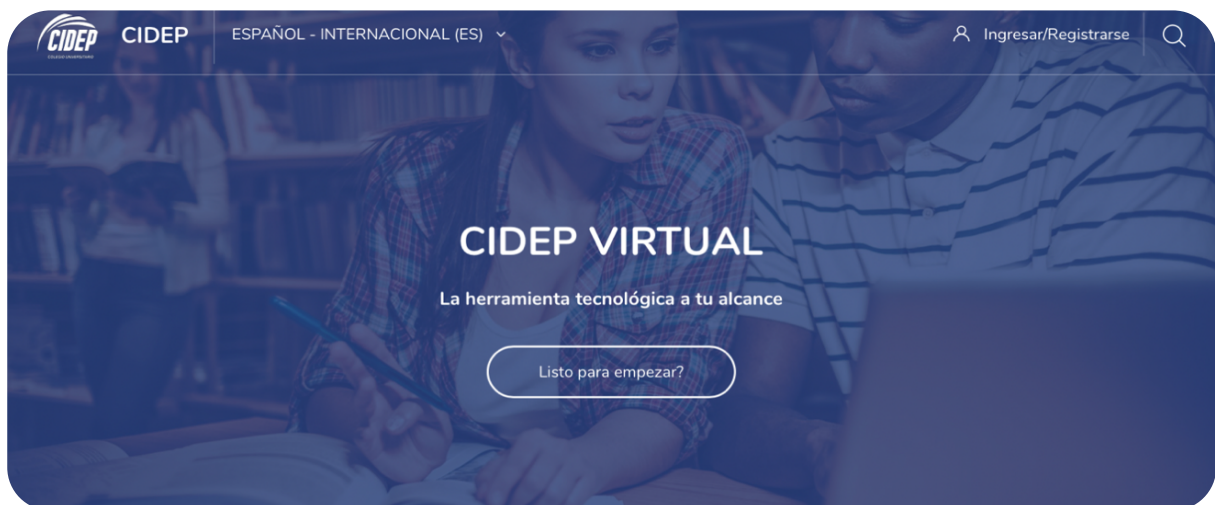 CIDEP
CIDEP
ESPAÑOL - INTERNACIONAL (ES)
Ingresar/Registrarse
CIDEP VIRTUAL
La herramienta tecnológica a tu alcance
Listo para empezar?